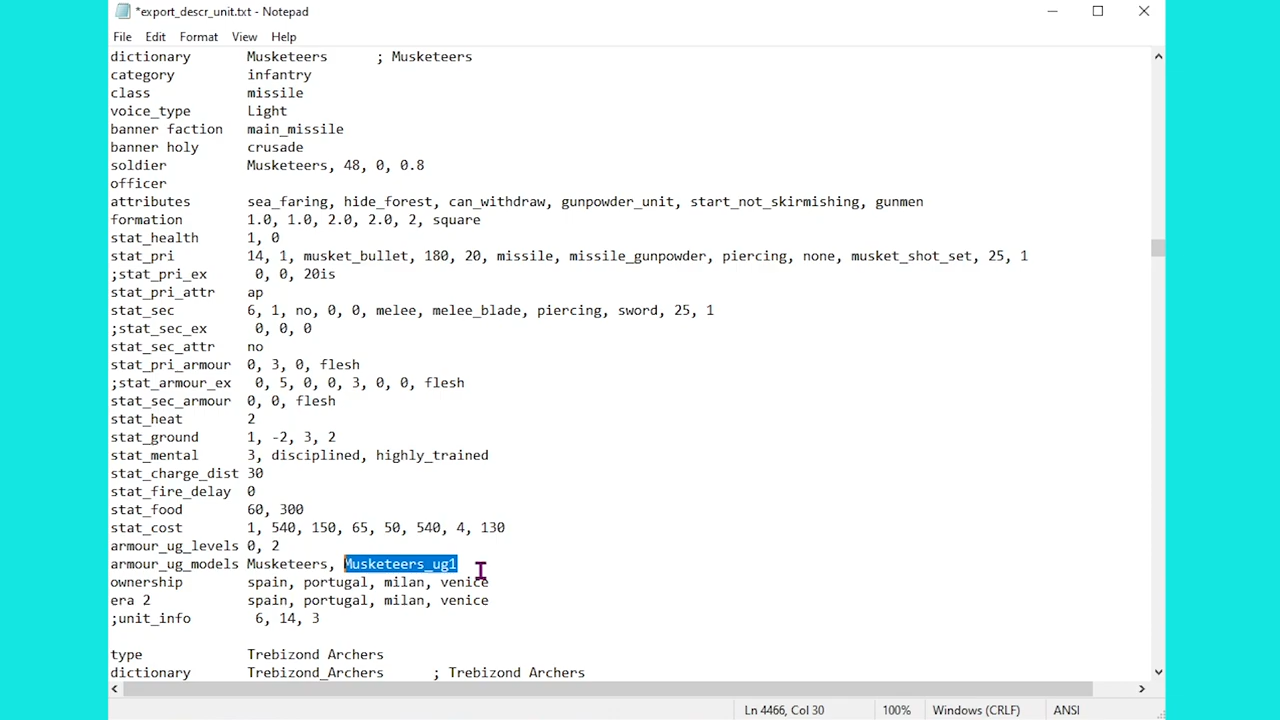 *export_descr_unit.txt - Notepad
File Edit Format View Help
dictionary Musketeers ; Musketeers
category infantry
class missile
voice_type Light
banner faction main_missile
banner holy crusade
soldier Musketeers, 48, 0, 0.8
officer
attributes sea_faring, hide_forest, can_withdraw, gunpowder_unit, start_not_skirmishing, gunmen
formation 1.0, 1.0, 2.0, 2.0, 2, square
stat_health 1, 0
stat_pri 14, 1, musket_bullet, 180, 20, missile, missile_gunpowder, piercing, none, musket_shot_set, 25, 1
;stat_pri_ex 0, 0, 20is
stat_pri_attr ap
stat_sec 6, 1, no, 0, 0, melee, melee_blade, piercing, sword, 25, 1
;stat_sec_ex 0, 0, 0
stat_sec_attr no
stat_pri_armour 0, 3, 0, flesh
;stat_armour_ex 0, 5, 0, 0, 3, 0, 0, flesh
stat_sec_armour 0, 0, flesh
stat_heat 2
stat_ground 1, -2, 3, 2
stat_mental 3, disciplined, highly_trained
stat_charge_dist 30
stat_fire_delay 0
stat_food 60, 300
stat_cost 1, 540, 150, 65, 50, 540, 4, 130
armour_ug_levels 0, 2
armour_ug_models Musketeers, Musketeers_ug1
ownership spain, portugal, milan, venice
era 2 spain, portugal, milan, venice
;unit_info 6, 14, 3
type Trebizond Archers
dictionary Trebizond_Archers ; Trebizond Archers
Ln 4466, Col 30 100% Windows (CRLF) ANSI